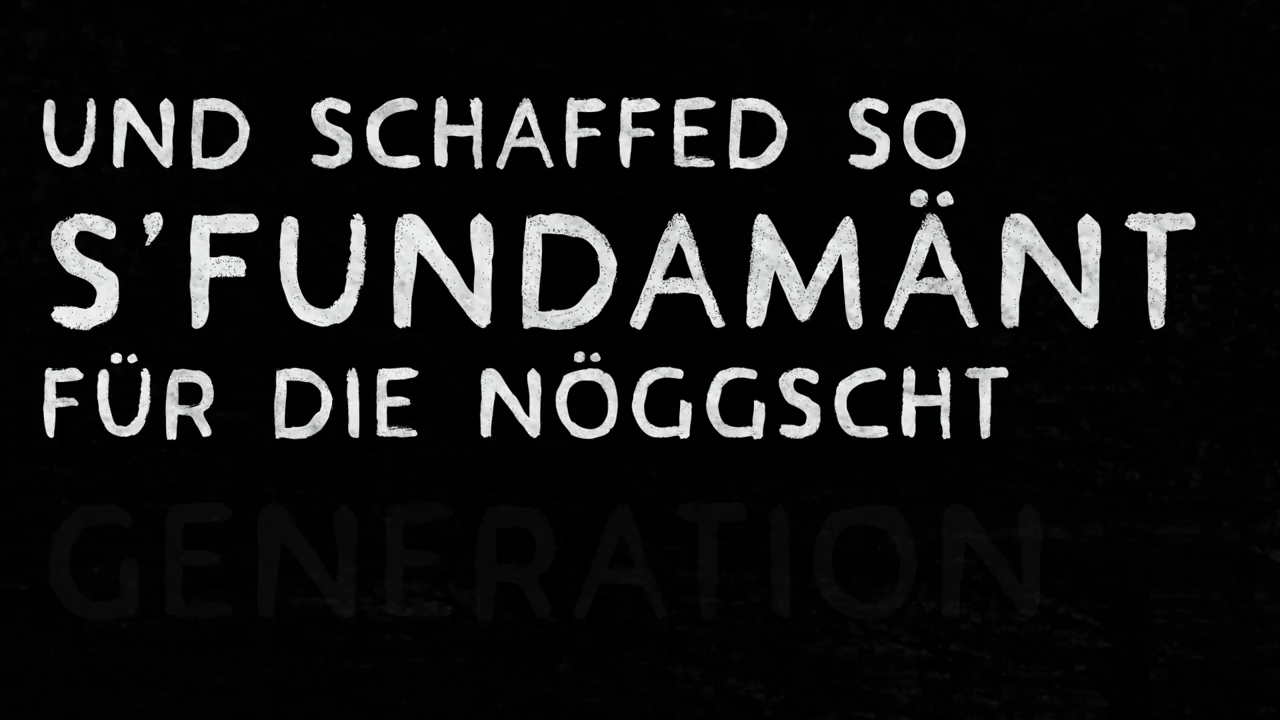 UND SCHAFFED SO
S'FUNDAMÄNT
FÜR DIE NÖGGSCHT
GENERATION